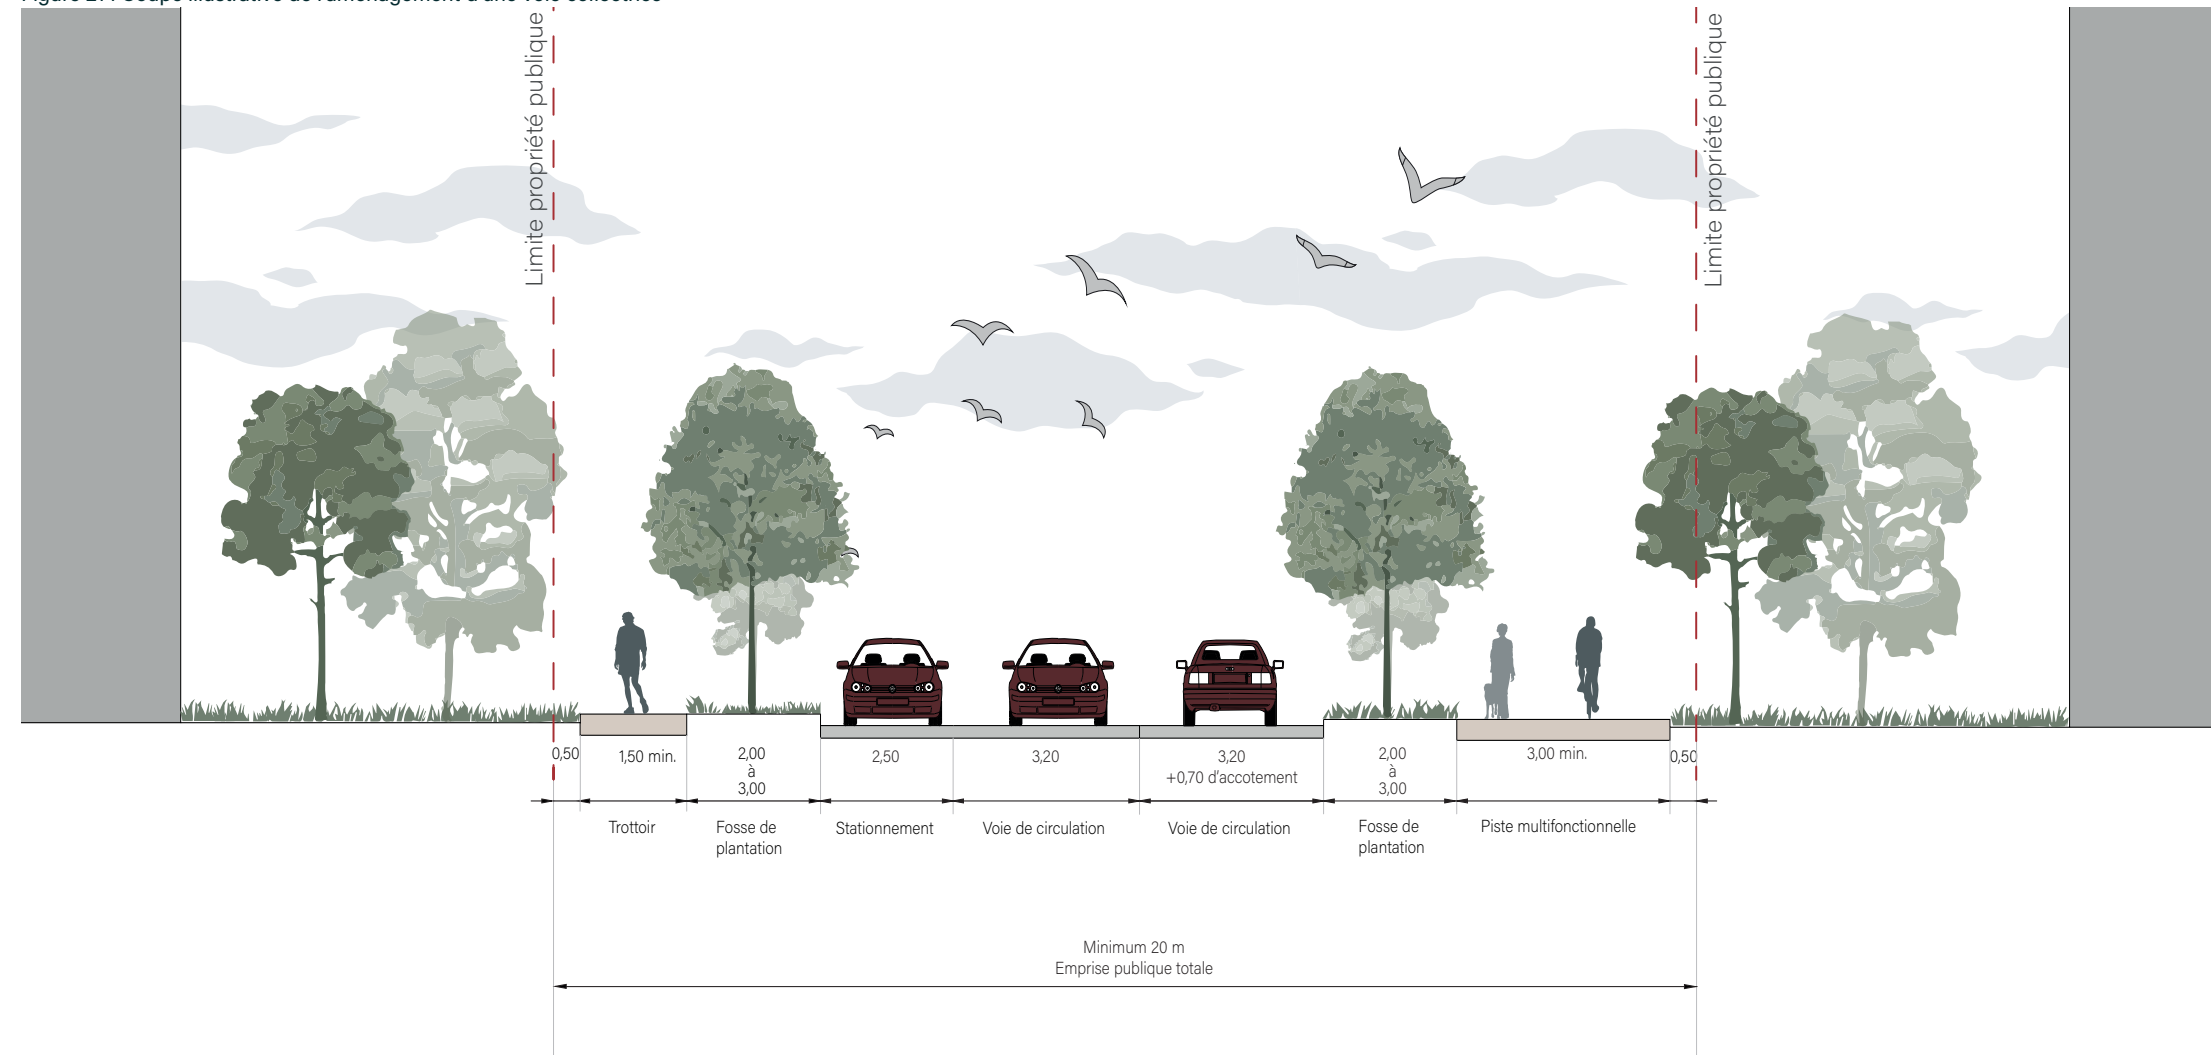 Limite propriété publique
Limite propriété publique
0,50
1,50 min.
2,00
à
3,00
2,50
3,20
3,20
+0,70 d'accotement
2,00
à
3,00
3,00 min.
0,50
Trottoir
Fosse de
plantation
Stationnement
Voie de circulation
Voie de circulation
Fosse de
plantation
Piste multifonctionnelle
Minimum 20 m
Emprise publique totale